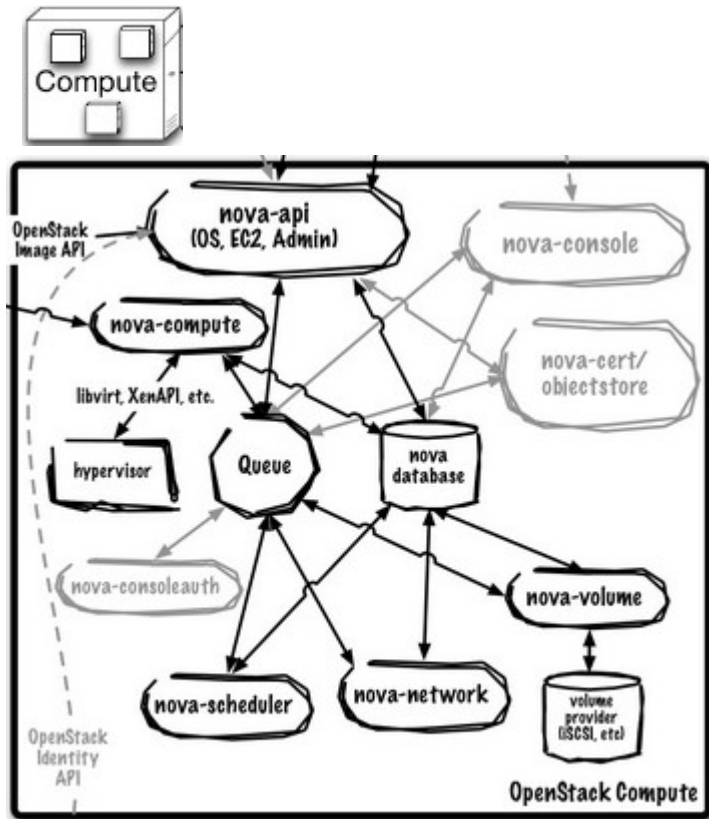 Compute
nova-api
(OS, EC2, Admin)
OpenStack
Image API
nova-console
nova-compute
nova-cert/
objectstore
libvirt, XenAPI, etc.
hypervisor
Queue
nova
database
nova-consoleauth
nova-volume
nova-scheduler
nova-network
volume
provider
(iSCSI, etc)
OpenStack
Identity
API
OpenStack Compute